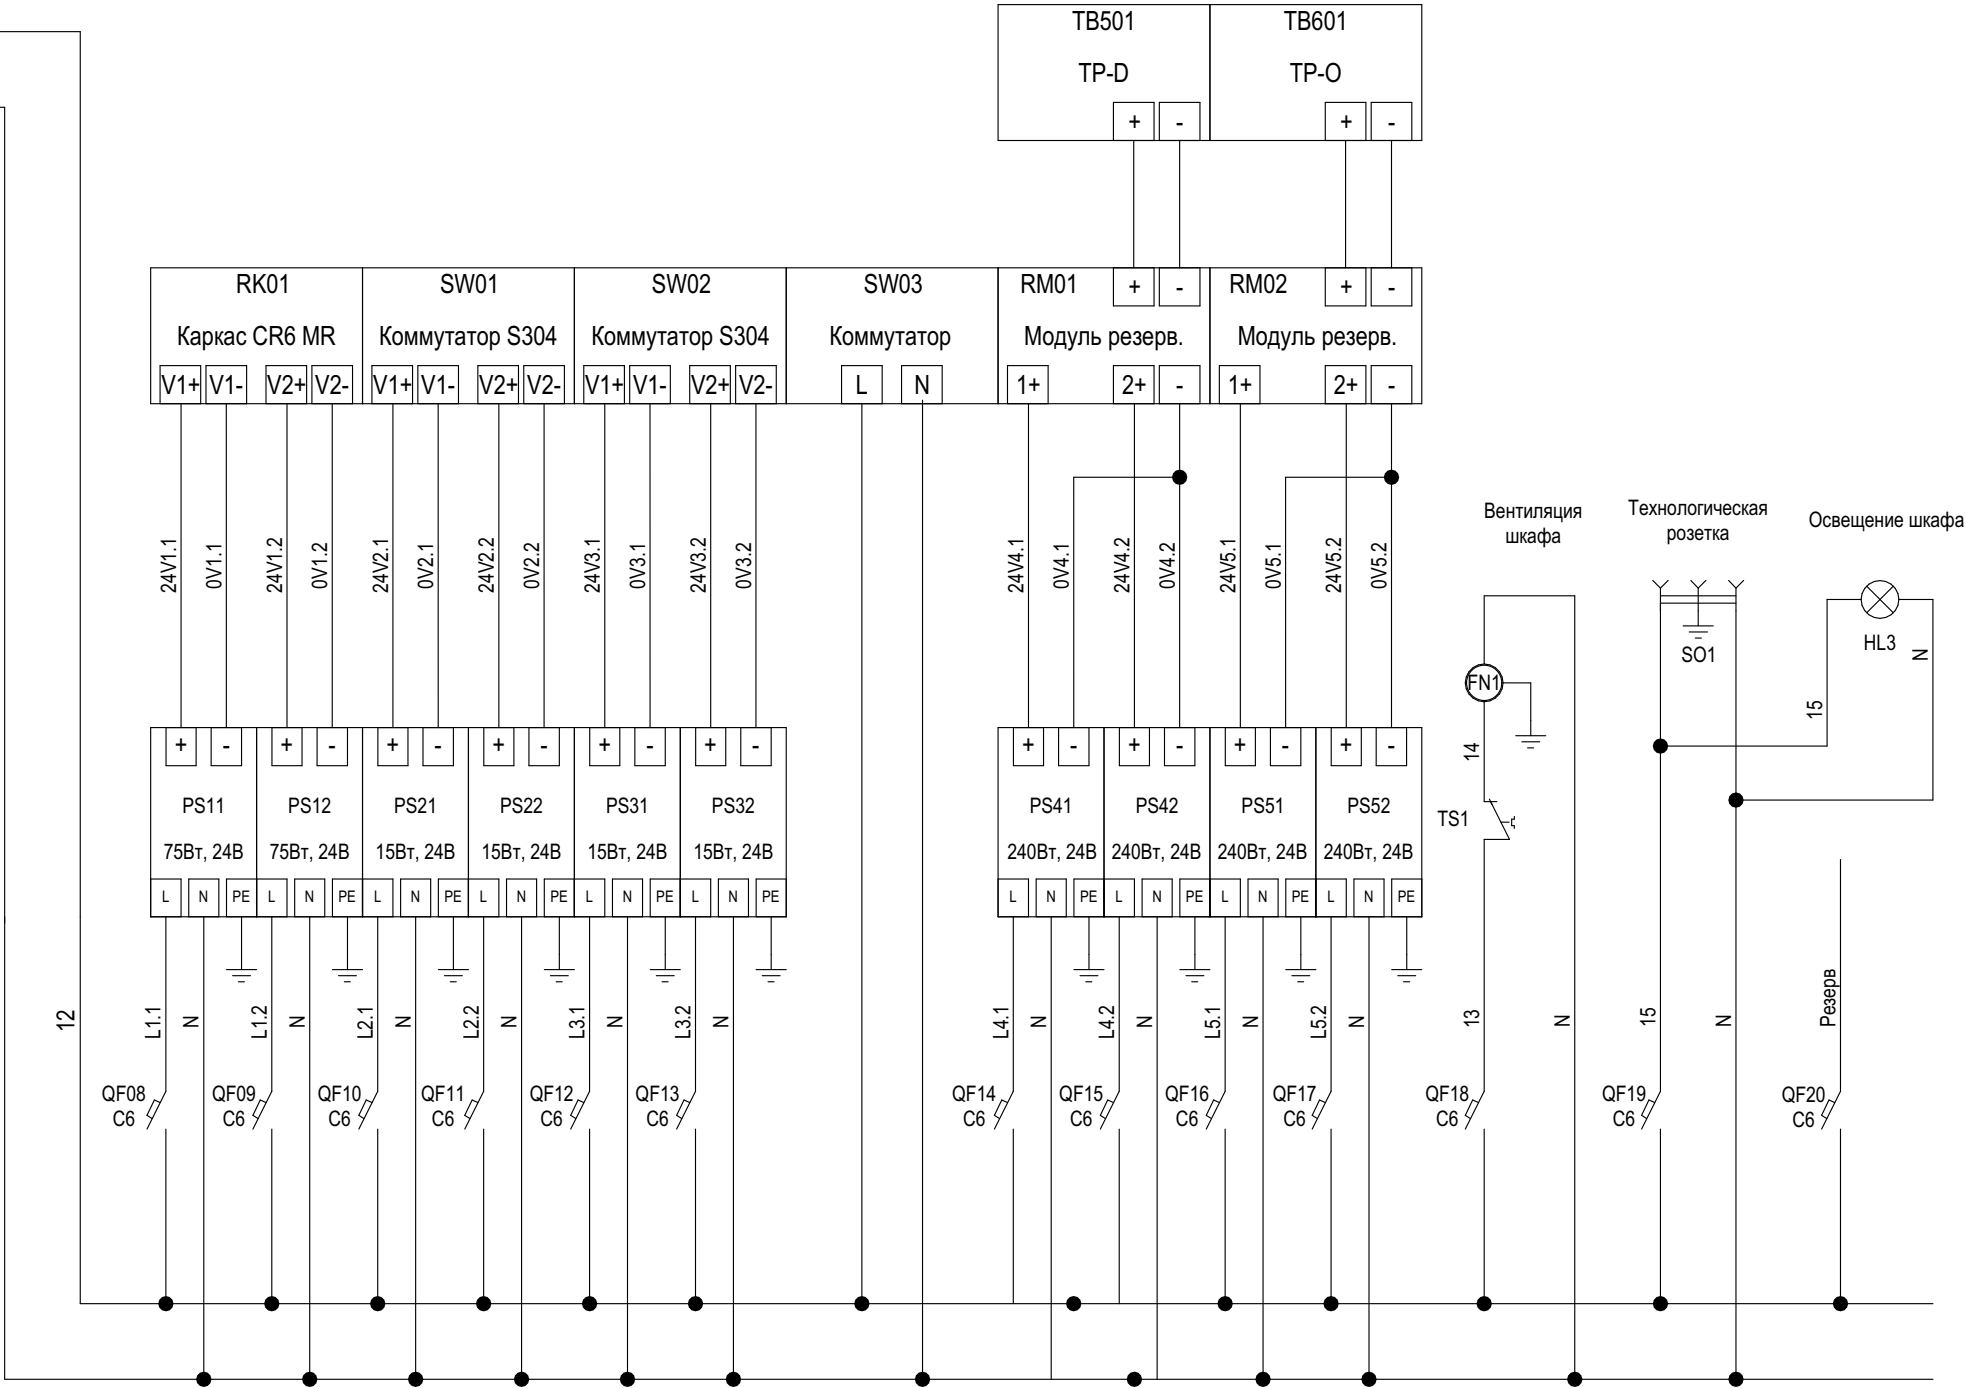 TB501
TB601
TP-D
TP-O
+
-
+
-
RK01
SW01
SW02
SW03
RM01
+
-
RM02
+
-
Каркас CR6 MR
Коммутатор S304
Коммутатор S304
Коммутатор
Модуль резерв.
Модуль резерв.
V1+
V1-
V2+
V2-
V1+
V1-
V2+
V2-
V1+
V1-
V2+
V2-
L
N
1+
2+
-
1+
2+
-
24V1.1
0V1.1
24V1.2
0V1.2
24V2.1
0V2.1
24V2.2
0V2.2
24V3.1
0V3.1
24V3.2
0V3.2
24V4.1
0V4.1
24V4.2
0V4.2
24V5.1
0V5.1
24V5.2
0V5.2
Вентиляция
шкафа
Технологическая
розетка
Освещение шкафа
SO1
HL3
N
FN1
15
14
TS1
+
-
+
-
+
-
+
-
+
-
+
-
+
-
+
-
+
-
+
-
PS11
PS12
PS21
PS22
PS31
PS32
PS41
PS42
PS51
PS52
75Вт, 24В
75Вт, 24В
15Вт, 24В
15Вт, 24В
15Вт, 24В
15Вт, 24В
240Вт, 24В
240Вт, 24В
240Вт, 24В
240Вт, 24В
L
N
PE
L
N
PE
L
N
PE
L
N
PE
L
N
PE
L
N
PE
L
N
PE
L
N
PE
L
N
PE
L
N
PE
12
L1.1
N
L1.2
N
L2.1
N
L2.2
N
L3.1
N
L3.2
N
L4.1
N
L4.2
N
L5.1
N
L5.2
N
13
N
15
N
Резерв
QF08
C6
QF09
C6
QF10
C6
QF11
C6
QF12
C6
QF13
C6
QF14
C6
QF15
C6
QF16
C6
QF17
C6
QF18
C6
QF19
C6
QF20
C6